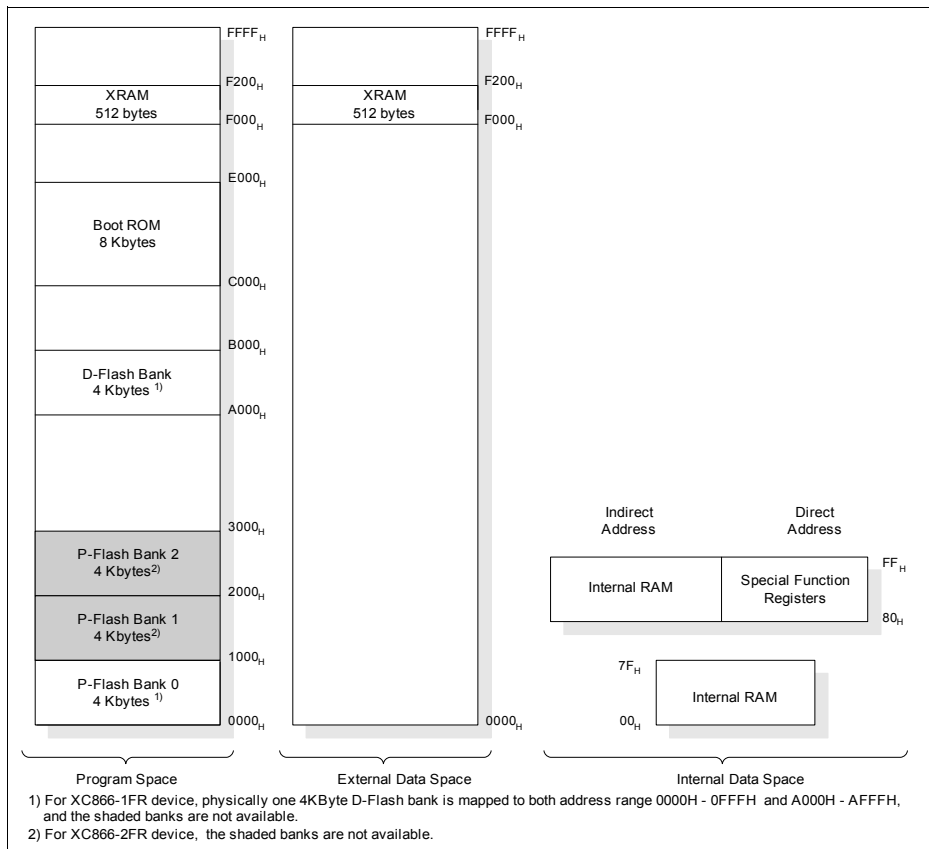 FFFFH
F200H
XRAM
512 bytes
F000H
E000H
Boot ROM
8 Kbytes
C000H
B000H
D-Flash Bank
4 Kbytes 1)
A000H
3000H
P-Flash Bank 2
4 Kbytes2)
2000H
P-Flash Bank 1
4 Kbytes2)
1000H
P-Flash Bank 0
4 Kbytes 1)
0000H
Program Space
FFFFH
F200H
XRAM
512 bytes
F000H
0000H
External Data Space
Indirect
Address
Direct
Address
Internal RAM
Special Function
Registers
FFH
80H
7FH
Internal RAM
00H
Internal Data Space
1) For XC866-1FR device, physically one 4KByte D-Flash bank is mapped to both address range 0000H - 0FFFH and A000H - AFFFH,
and the shaded banks are not available.
2) For XC866-2FR device, the shaded banks are not available.